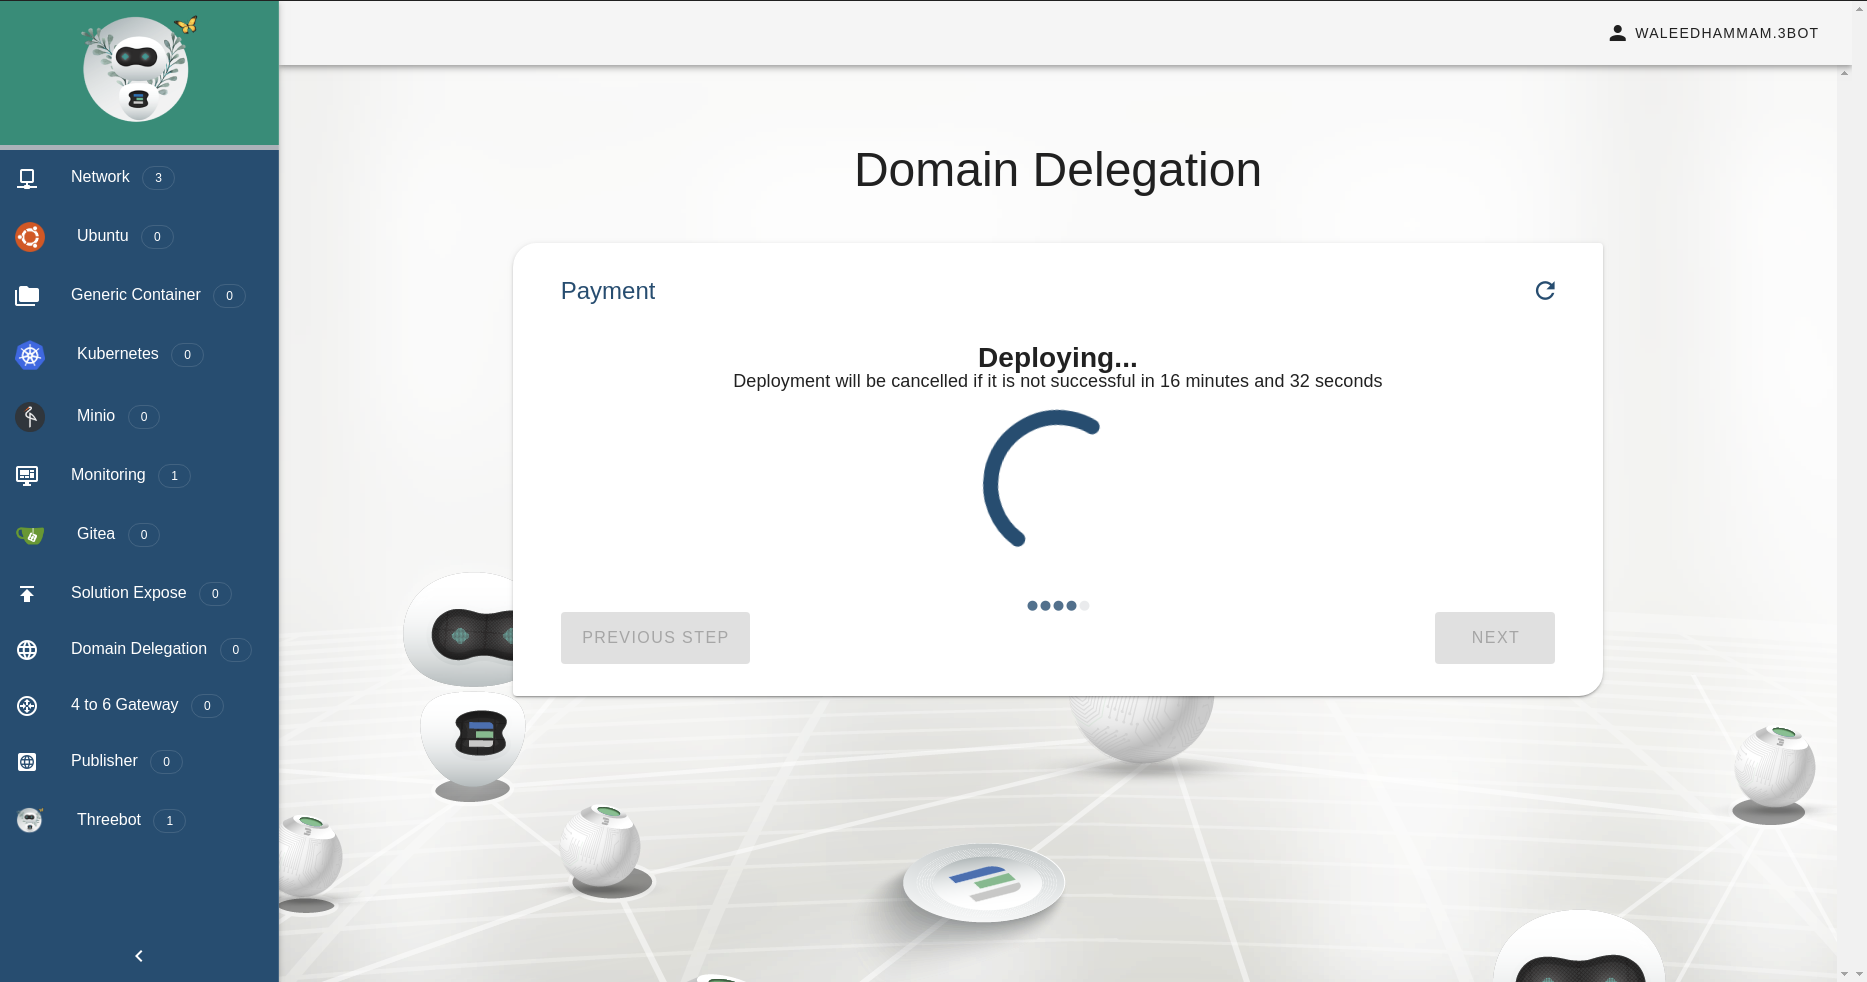 WALEEDHAMMAM.3BOT
Network 3
Ubuntu 0
Generic Container 0
Kubernetes 0
Minio 0
Monitoring 1
Gitea 0
Solution Expose 0
Domain Delegation 0
4 to 6 Gateway 0
Publisher 0
Threebot 1
Domain Delegation
Payment
Deploying...
Deployment will be cancelled if it is not successful in 16 minutes and 32 seconds
PREVIOUS STEP
NEXT